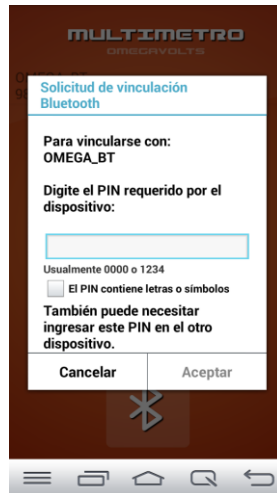 MULTIMETRO
OMEGAVOLTS
Solicitud de vinculación
Bluetooth
Para vincularse con:
OMEGA_BT
Digite el PIN requerido por el
dispositivo:
Usualmente 0000 o 1234
El PIN contiene letras o símbolos
También puede necesitar
ingresar este PIN en el otro
dispositivo.
Cancelar
Aceptar